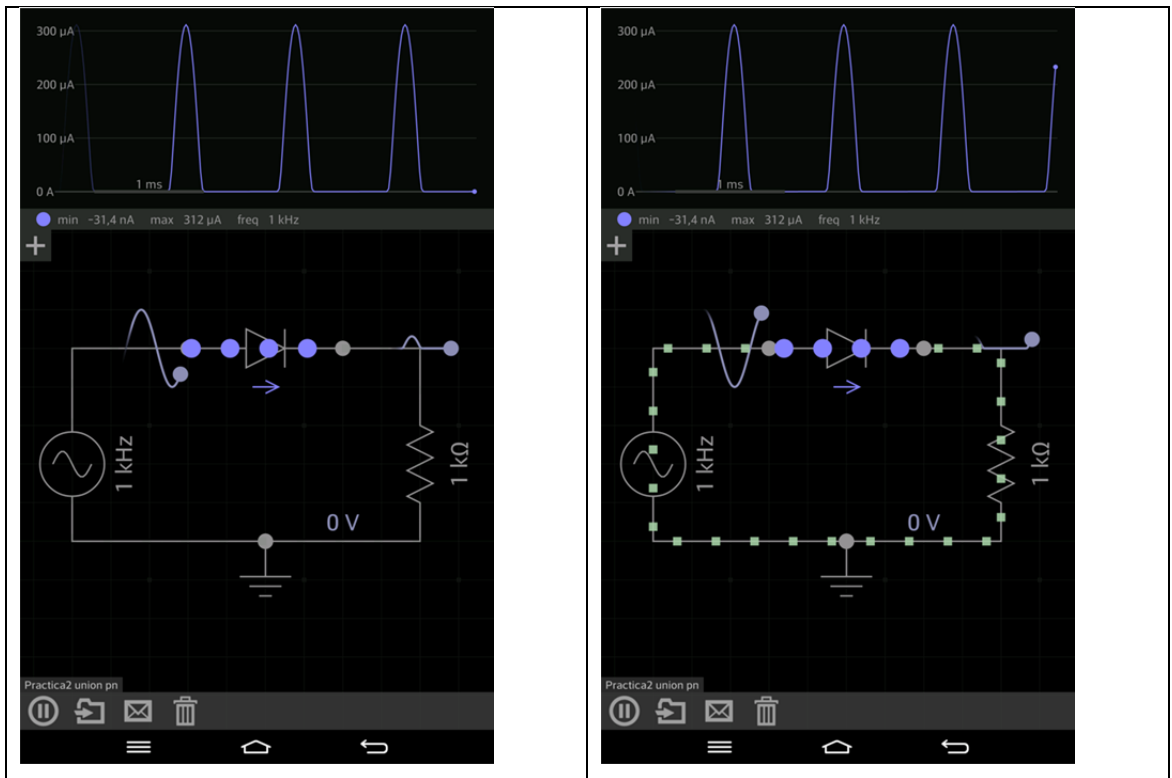 300 µA
200 µA
100 µA
0 A
1 ms
min -31,4 nA max 312 µA freq 1 kHz
+
1 kHz
1 kΩ
0 V
Practica2 union pn
300 µA
200 µA
100 µA
0 A
1 ms
min -31,4 nA max 312 µA freq 1 kHz
+
1 kHz
1 kΩ
0 V
Practica2 union pn